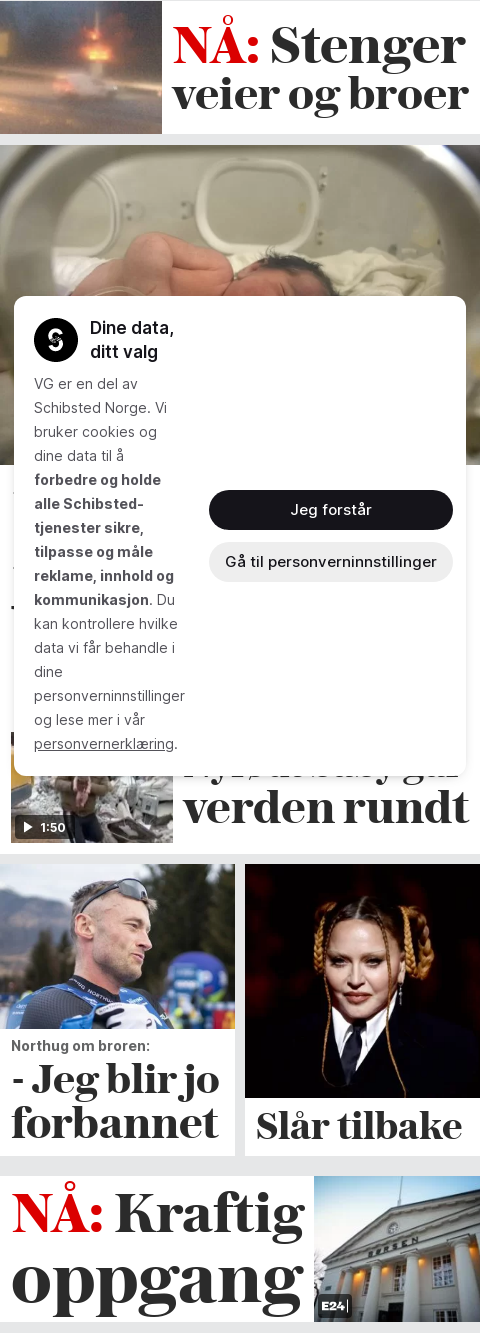 NÅ: Stenger
veier og broer
Dine data,
ditt valg
VG er en del av
Schibsted Norge. Vi
bruker cookies og
dine data til å
forbedre og holde
alle Schibsted-
tjenester sikre,
tilpasse og måle
reklame, innhold og
kommunikasjon. Du
kan kontrollere hvilke
data vi får behandle i
dine
personverninnstillinger
og lese mer i vår
personvernerklæring.
Jeg forstår
Gå til personverninnstillinger
verden rundt
1:50
Northug om broren:
- Jeg blir jo
forbannet
Slår tilbake
NÅ: Kraftig
oppgang
BØRSEN
E24